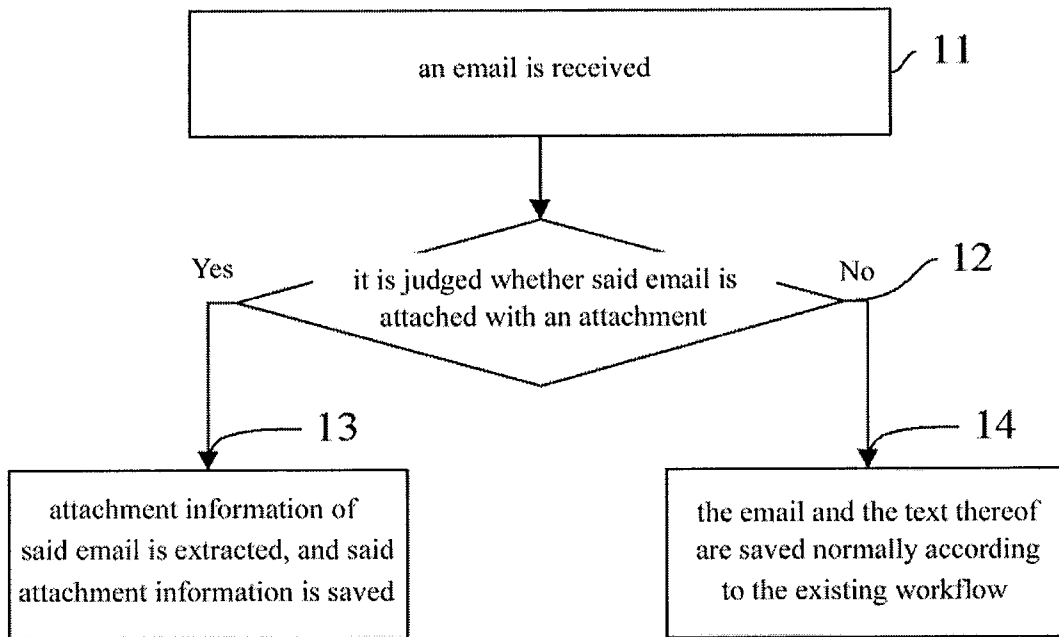 an email is received
11
Yes
it is judged whether said email is
attached with an attachment
No
12
13
14
attachment information of
said email is extracted, and said
attachment information is saved
the email and the text thereof
are saved normally according
to the existing workflow